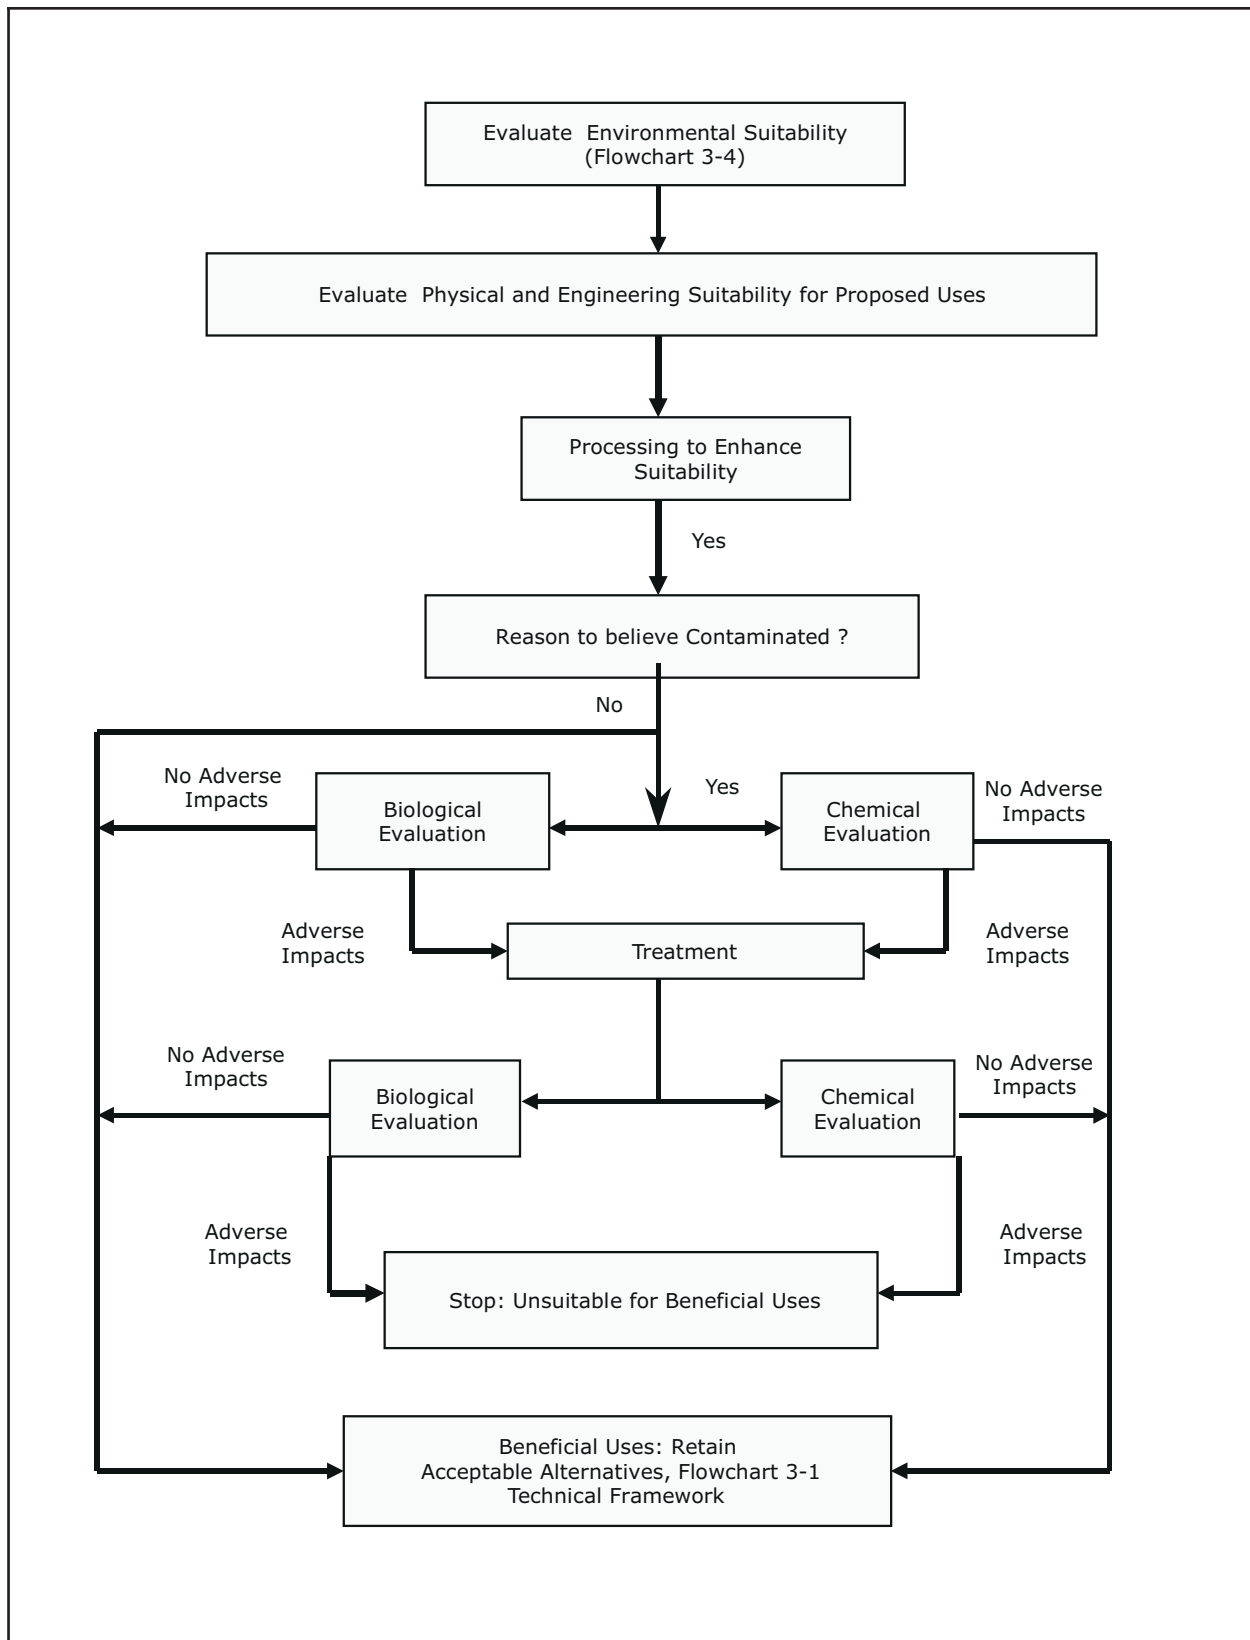 Evaluate  Environmental Suitability
(Flowchart 3-4)
Evaluate  Physical and Engineering Suitability for Proposed Uses
Processing to Enhance
Suitability
Yes
Reason to believe Contaminated ?
No
No Adverse
Impacts
Biological
Evaluation
Yes
Chemical
Evaluation
No Adverse
Impacts
Adverse
Impacts
Treatment
Adverse
Impacts
No Adverse
Impacts
Biological
Evaluation
Chemical
Evaluation
No Adverse
Impacts
Adverse
Impacts
Adverse
Impacts
Stop: Unsuitable for Beneficial Uses
Beneficial Uses: Retain
Acceptable Alternatives, Flowchart 3-1
Technical Framework